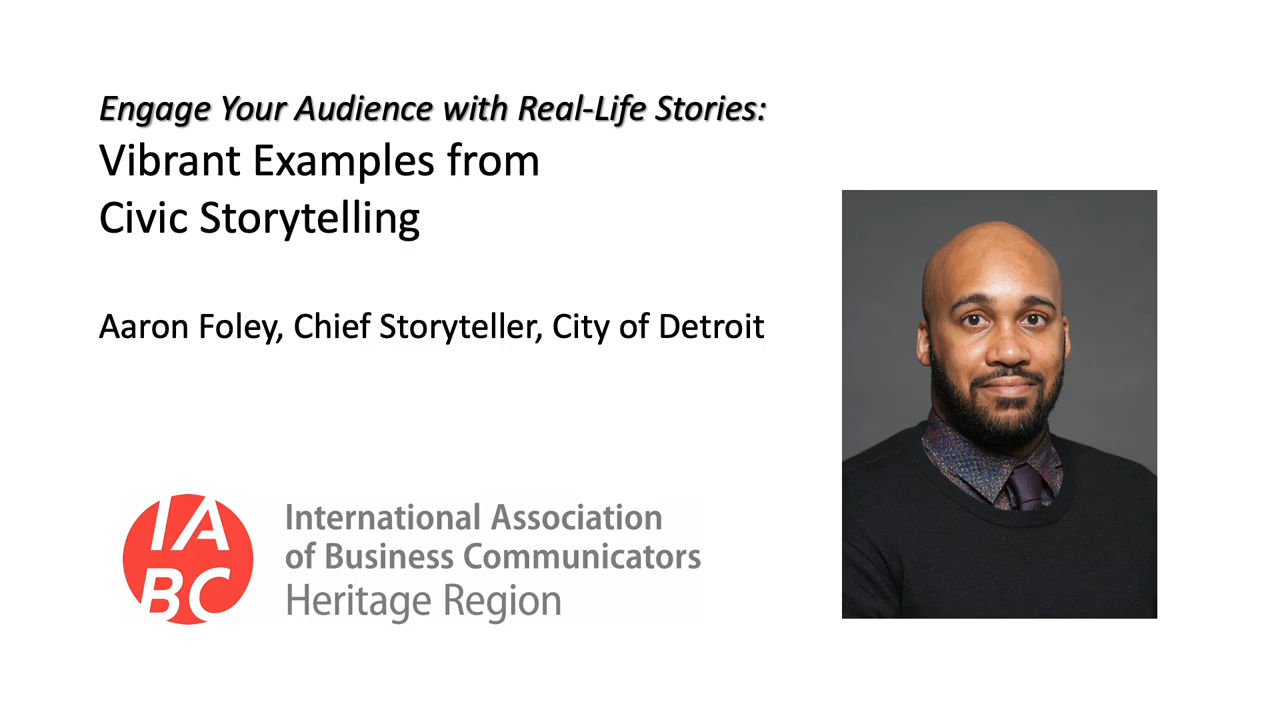 Engage Your Audience with Real-Life Stories:
Vibrant Examples from
Civic Storytelling
Aaron Foley, Chief Storyteller, City of Detroit
IA
BC
International Association
of Business Communicators
Heritage Region